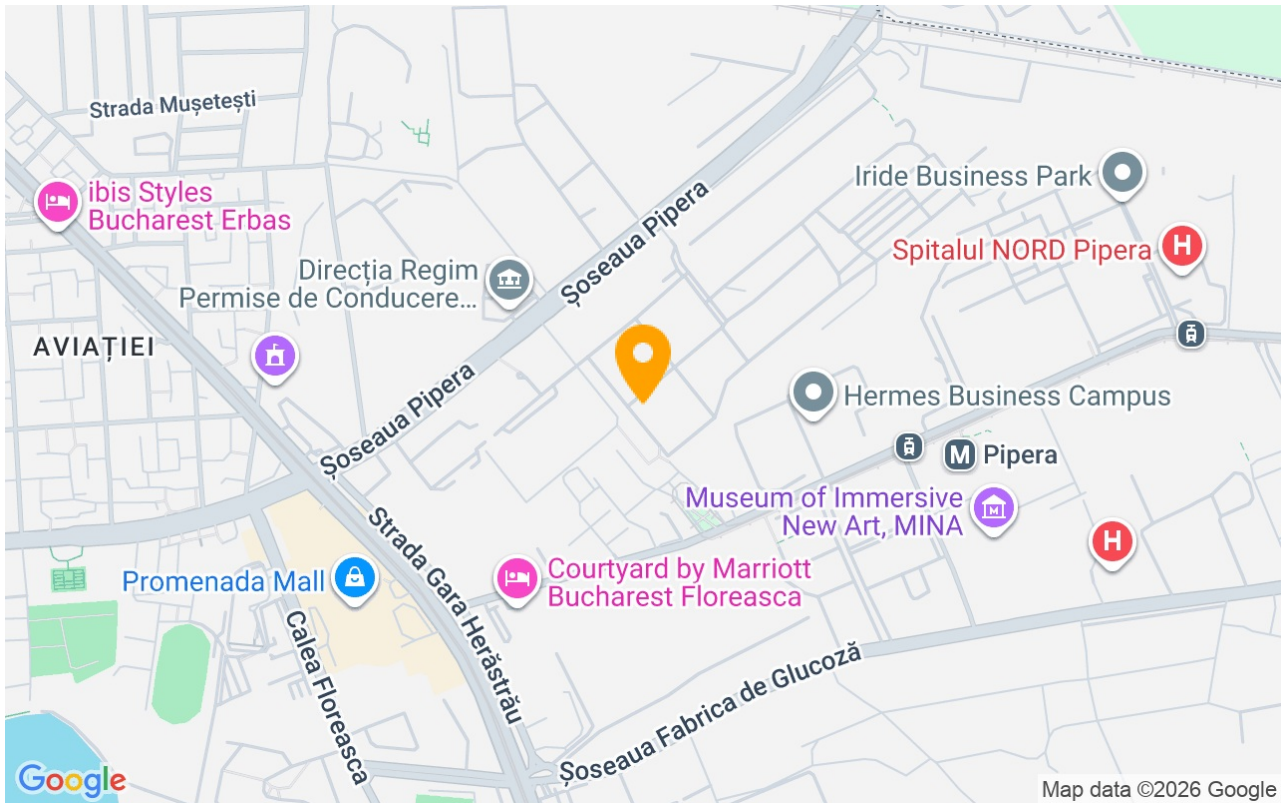 Strada Mușetești
ibis Styles
Bucharest Erbas
Direcția Regim
Permise de Conducere...
Șoseaua Pipera
Iride Business Park
Spitalul NORD Pipera
H
AVIAȚIEI
Șoseaua Pipera
Hermes Business Campus
M Pipera
Museum of Immersive
New Art, MINA
H
Strada Gara Herăstrău
Promenada Mall
Courtyard by Marriott
Bucharest Floreasca
Calea Floreasca
Șoseaua Fabrica de Glucoză
Google
Map data ©2026 Google